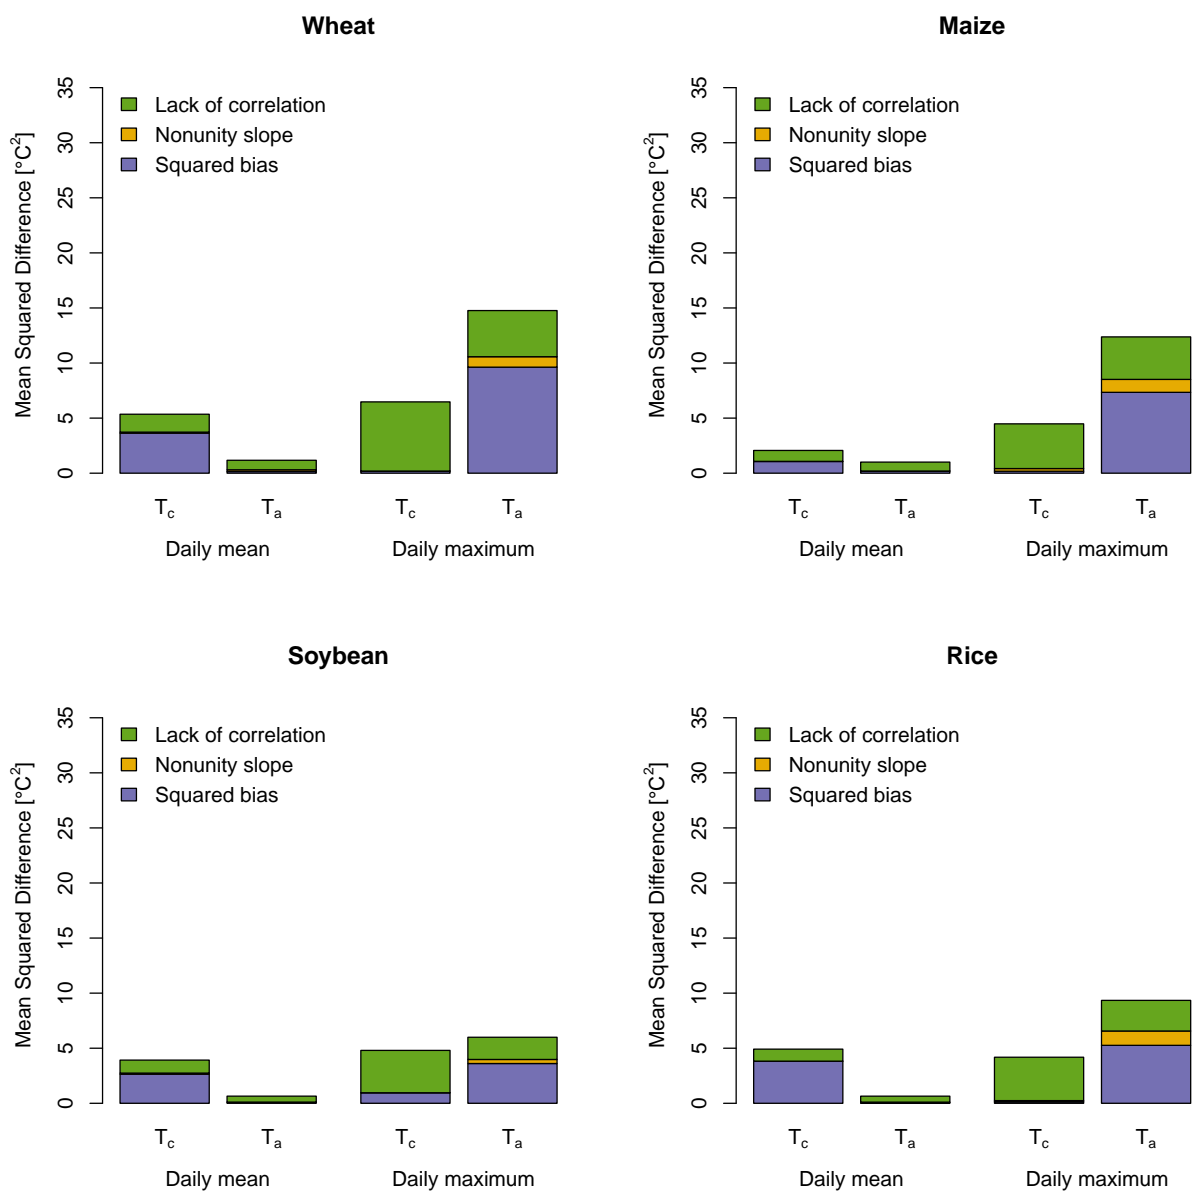 Wheat
Mean Squared Difference [°C²]
0 5 10 15 20 25 30 35
Lack of correlation
Nonunity slope
Squared bias
Tc Ta Tc Ta
Daily mean Daily maximum
Maize
Mean Squared Difference [°C²]
0 5 10 15 20 25 30 35
Lack of correlation
Nonunity slope
Squared bias
Tc Ta Tc Ta
Daily mean Daily maximum
Soybean
Mean Squared Difference [°C²]
0 5 10 15 20 25 30 35
Lack of correlation
Nonunity slope
Squared bias
Tc Ta Tc Ta
Daily mean Daily maximum
Rice
Mean Squared Difference [°C²]
0 5 10 15 20 25 30 35
Lack of correlation
Nonunity slope
Squared bias
Tc Ta Tc Ta
Daily mean Daily maximum